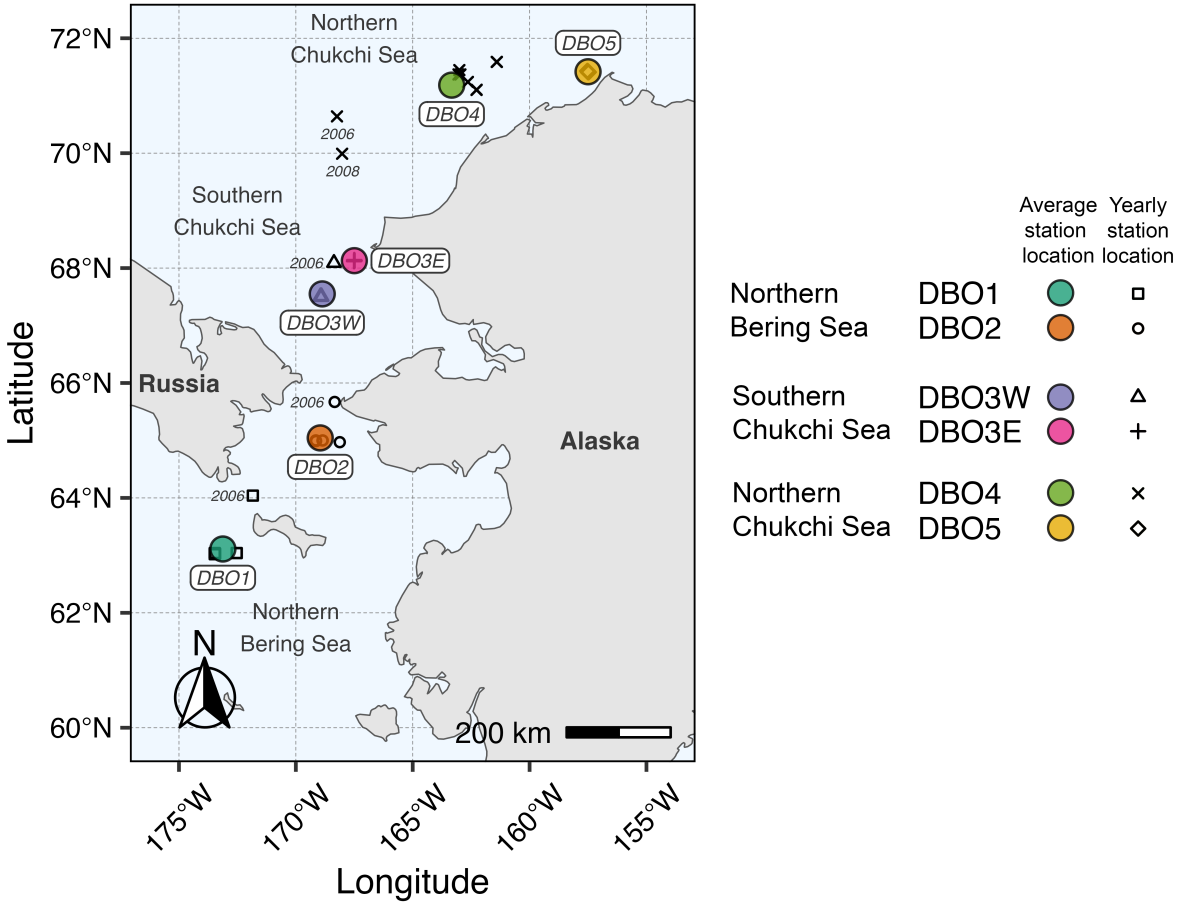 Northern
Chukchi Sea
DBO5
DBO4
2006
2008
Southern
Chukchi Sea
2006
DBO3E
DBO3W
Russia
2006
Alaska
DBO2
2006
DBO1
Northern
Bering Sea
N
200 km
72°N
70°N
68°N
66°N
64°N
62°N
60°N
Latitude
175°W
170°W
165°W
160°W
155°W
Longitude
Average
station
location
Yearly
station
location
Northern
Bering Sea
DBO1
DBO2
Southern
Chukchi Sea
DBO3W
DBO3E
Northern
Chukchi Sea
DBO4
DBO5